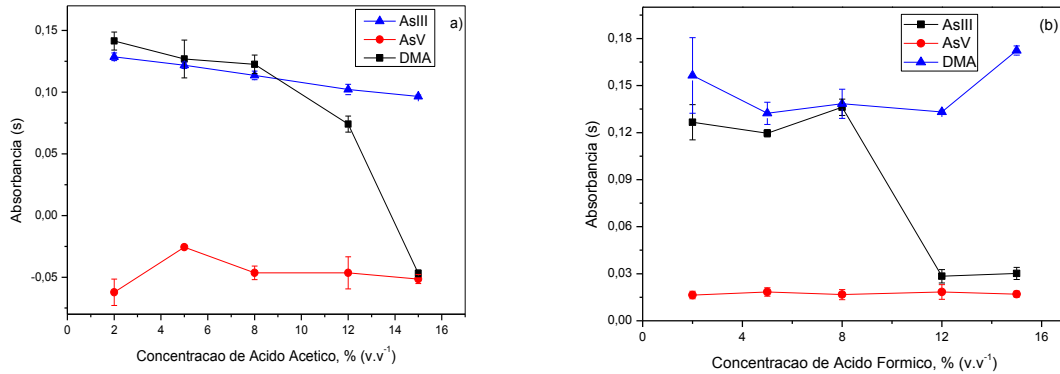 AsIII
AsV
DMA
a)
0,15
0,10
0,05
0,00
-0,05
Absorbancia (s)
0 2 4 6 8 10 12 14 16
Concentracao de Acido Acetico, % (v.v⁻¹)
AsIII
AsV
DMA
(b)
0,18
0,15
0,12
0,09
0,06
0,03
0,00
Absorbancia (s)
0 4 8 12 16
Concentracao de Acido Formico, % (v.v⁻¹)